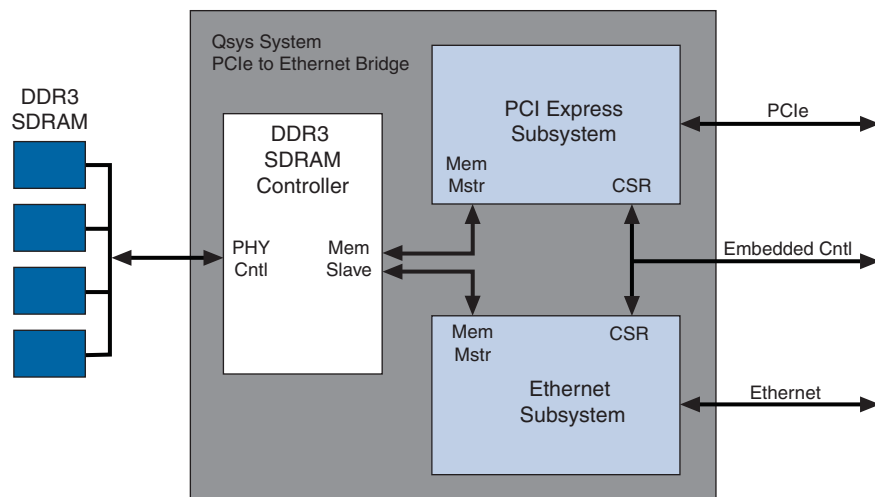 Qsys System
PCIe to Ethernet Bridge
DDR3
SDRAM
DDR3
SDRAM
Controller
PHY
Cntl
Mem
Slave
PCI Express
Subsystem
Mem
Mstr
CSR
PCIe
Embedded Cntl
Mem
Mstr
CSR
Ethernet
Subsystem
Ethernet